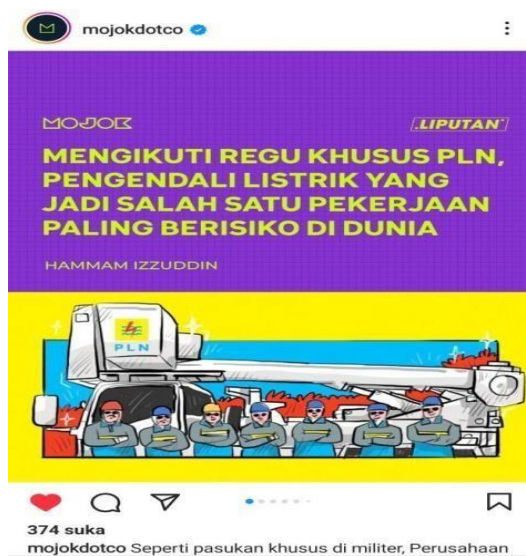 mojokdotco
MOJOK
.LIPUTAN
MENGIKUTI REGU KHUSUS PLN,
PENGENDALI LISTRIK YANG
JADI SALAH SATU PEKERJAAN
PALING BERISIKO DI DUNIA
HAMMAM IZZUDDIN
PLN
374 suka
mojokdotco Seperti pasukan khusus di militer, Perusahaan